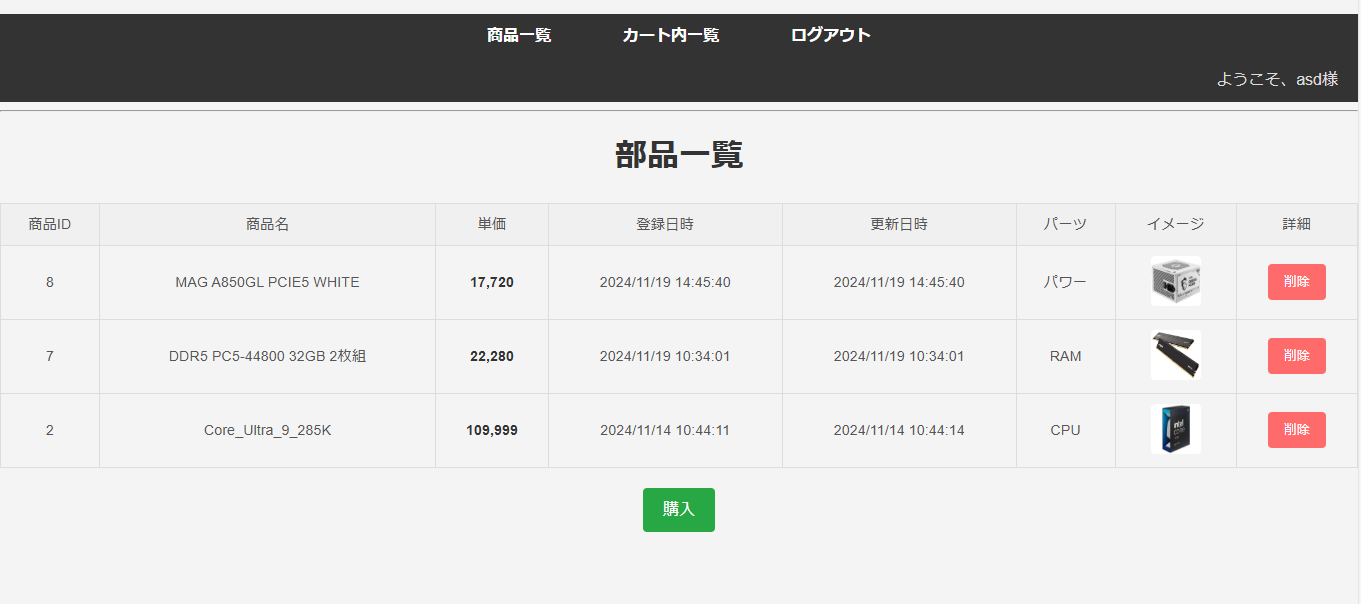 商品一覧 カート内一覧 ログアウト
ようこそ、asd様
部品一覧
商品ID 商品名 単価 登録日時 更新日時 パーツ イメージ 詳細
8 MAG A850GL PCIE5 WHITE 17,720 2024/11/19 14:45:40 2024/11/19 14:45:40 パワー 削除
7 DDR5 PC5-44800 32GB 2枚組 22,280 2024/11/19 10:34:01 2024/11/19 10:34:01 RAM 削除
2 Core_Ultra_9_285K 109,999 2024/11/14 10:44:11 2024/11/14 10:44:14 CPU intel 削除
購入